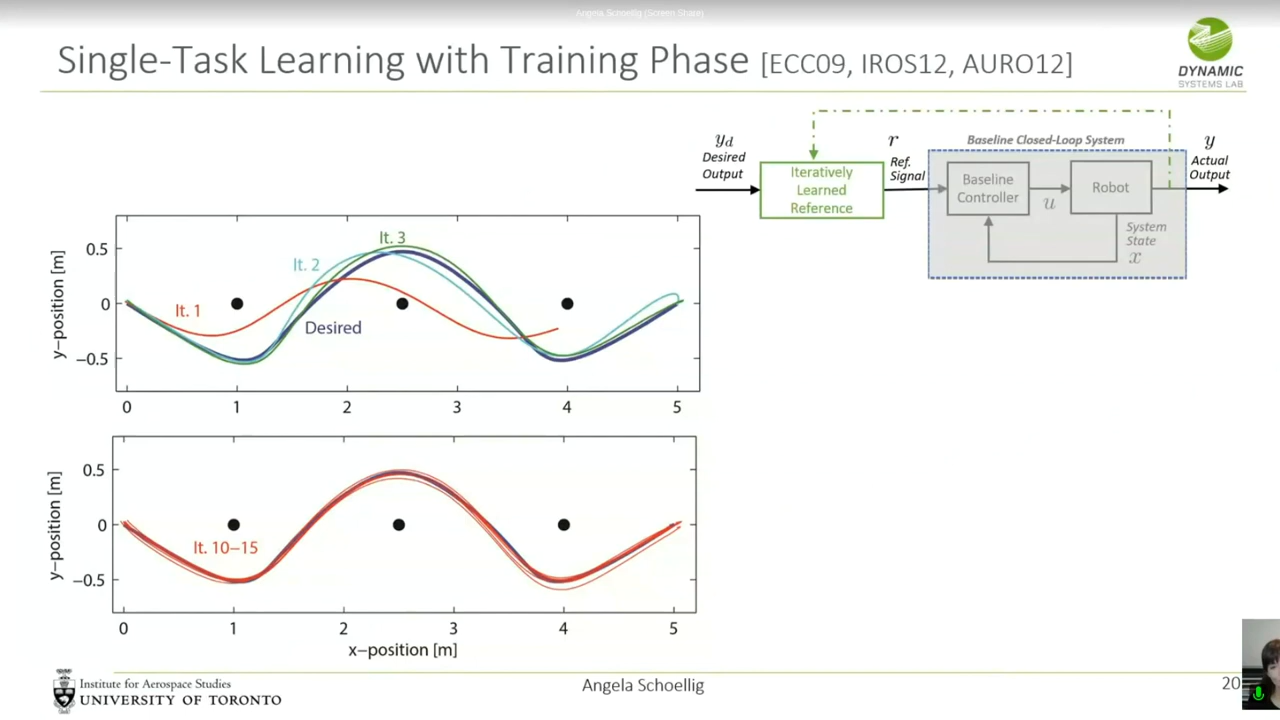 Angela Schoellig (Screen Share)
Single-Task Learning with Training Phase [ECC09, IROS12, AURO12]
DYNAMIC
SYSTEMS LAB
y_d
Desired
Output
Iteratively
Learned
Reference
r
Ref.
Signal
Baseline Closed-Loop System
Baseline
Controller
u
Robot
System
State
x
y
Actual
Output
y-position [m]
0.5
0
−0.5
It. 1
It. 2
It. 3
Desired
0 1 2 3 4 5
y-position [m]
0.5
0
−0.5
It. 10−15
0 1 2 3 4 5
x−position [m]
Institute for Aerospace Studies
UNIVERSITY OF TORONTO
Angela Schoellig
20